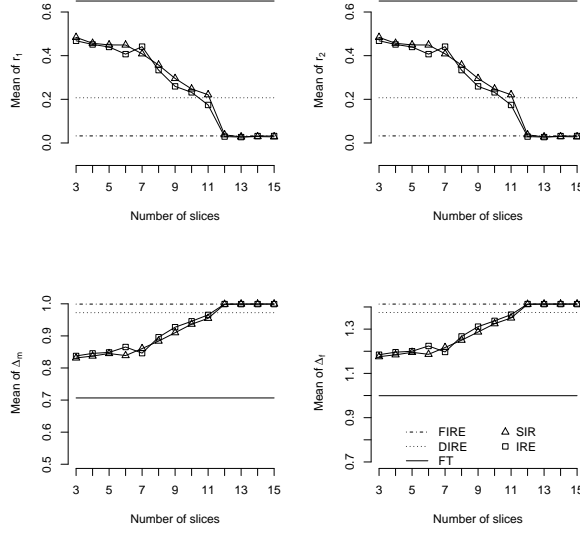 0.6
0.4
0.2
0.0
Mean of r1
3 5 7 9 11 13 15
Number of slices
0.6
0.4
0.2
0.0
Mean of r2
3 5 7 9 11 13 15
Number of slices
1.0
0.9
0.8
0.7
0.6
0.5
Mean of Δm
3 5 7 9 11 13 15
Number of slices
1.3
1.1
0.9
0.7
Mean of Δf
FIRE SIR
DIRE IRE
FT
3 5 7 9 11 13 15
Number of slices